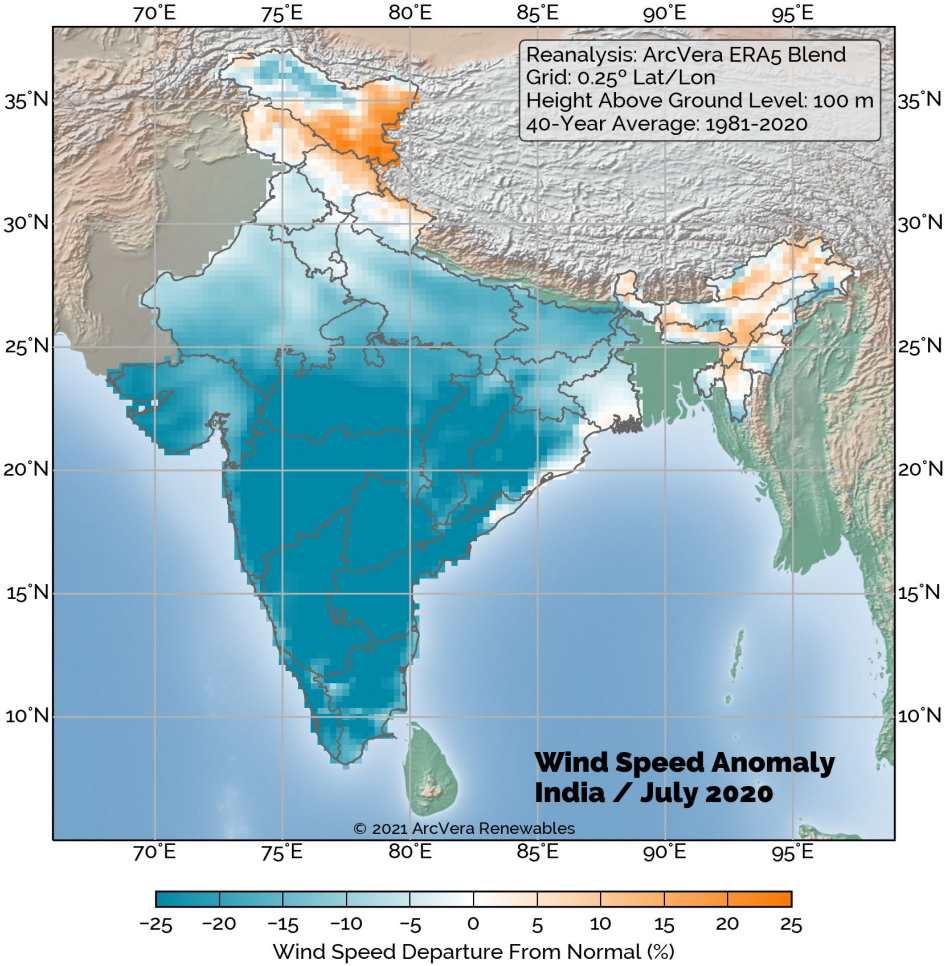 70°E 75°E 80°E 85°E 90°E 95°E
Reanalysis: ArcVera ERA5 Blend
Grid: 0.25º Lat/Lon
Height Above Ground Level: 100 m
40-Year Average: 1981-2020
35°N 35°N
30°N 30°N
25°N 25°N
20°N 20°N
15°N 15°N
10°N 10°N
Wind Speed Anomaly
India / July 2020
© 2021 ArcVera Renewables
70°E 75°E 80°E 85°E 90°E 95°E
−25 −20 −15 −10 −5 0 5 10 15 20 25
Wind Speed Departure From Normal (%)